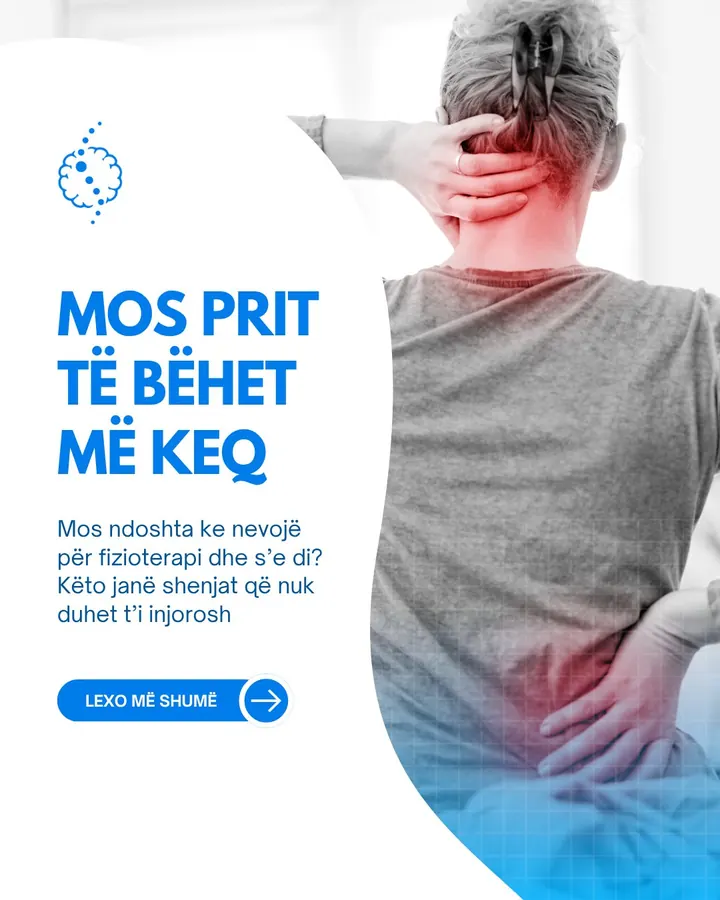 MOS PRIT
TË BËHET
MË KEQ
Mos ndoshta ke nevojë
për fizioterapi dhe s’e di?
Këto janë shenjat që nuk
duhet t’i injorosh
LEXO MË SHUMË